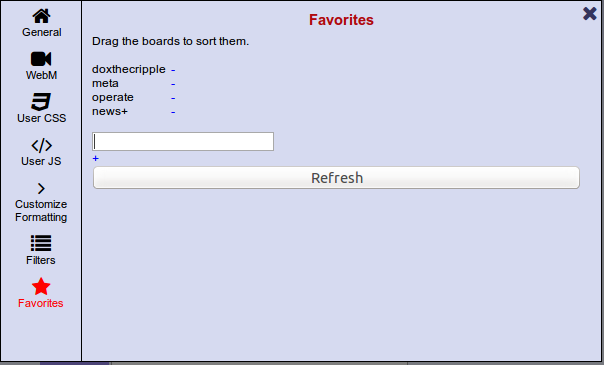 General
WebM
User CSS
</>
User JS
>
Customize
Formatting
Filters
Favorites
Favorites
Drag the boards to sort them.
doxthecripple -
meta -
operate -
news+ -
+
Refresh